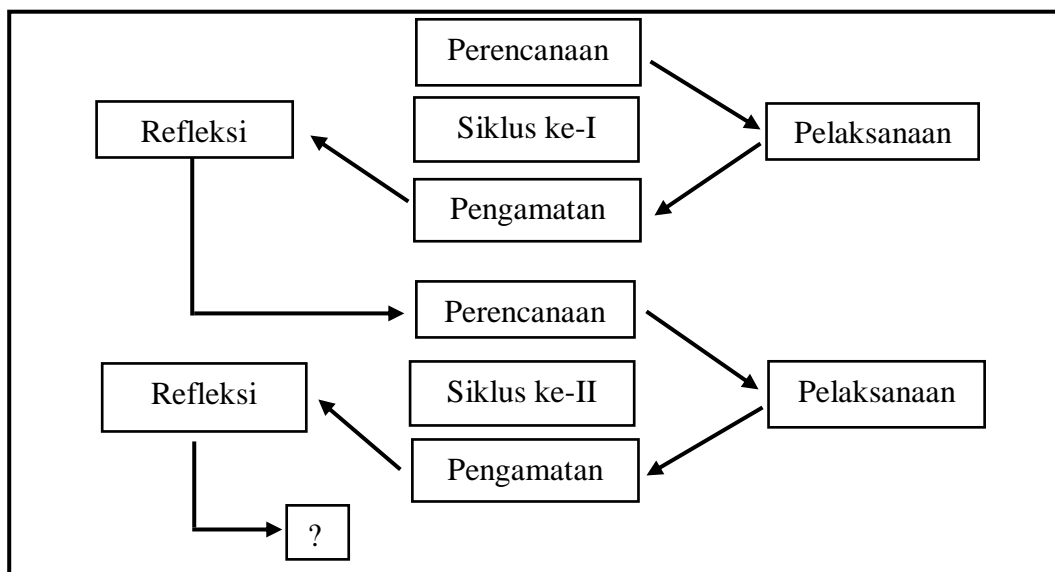 Perencanaan
Refleksi
Siklus ke-I
Pelaksanaan
Pengamatan
Perencanaan
Refleksi
Siklus ke-II
Pelaksanaan
Pengamatan
?